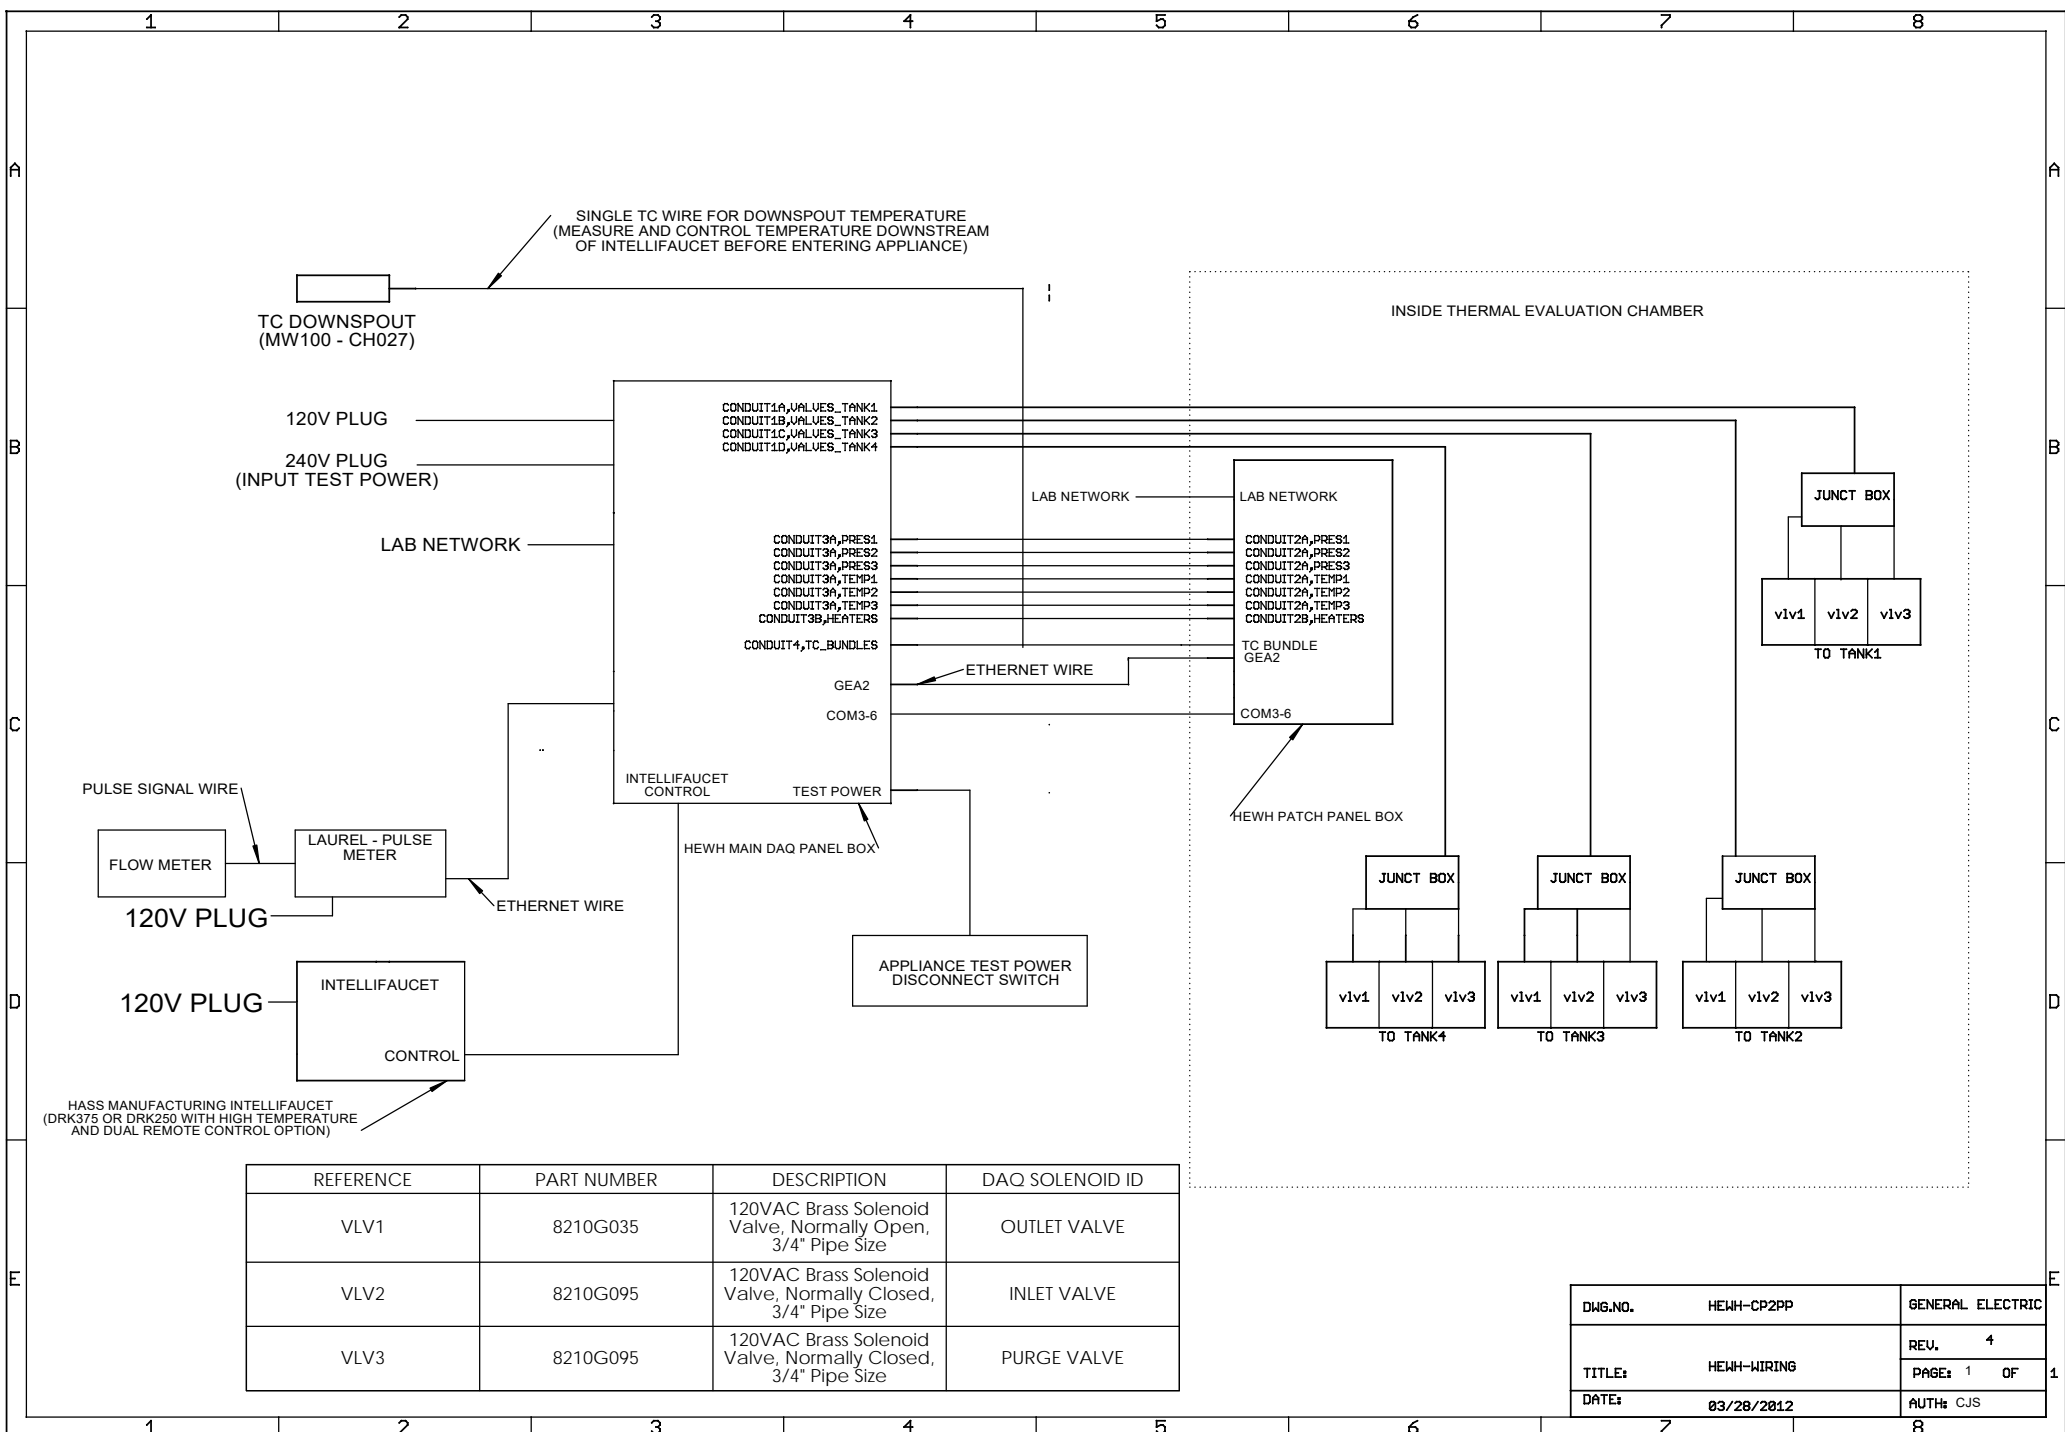 1 2 3 4 5 6 7 8
A A
SINGLE TC WIRE FOR DOWNSPOUT TEMPERATURE
(MEASURE AND CONTROL TEMPERATURE DOWNSTREAM
OF INTELLIFAUCET BEFORE ENTERING APPLIANCE)
TC DOWNSPOUT
(MW100 - CH027)
INSIDE THERMAL EVALUATION CHAMBER
B B
120V PLUG
240V PLUG
(INPUT TEST POWER)
LAB NETWORK
CONDUIT1A,VALVES_TANK1
CONDUIT1B,VALVES_TANK2
CONDUIT1C,VALVES_TANK3
CONDUIT1D,VALVES_TANK4
CONDUIT3A,PRES1
CONDUIT3A,PRES2
CONDUIT3A,PRES3
CONDUIT3A,TEMP1
CONDUIT3A,TEMP2
CONDUIT3A,TEMP3
CONDUIT3B,HEATERS
CONDUIT4,TC_BUNDLES
GEA2
COM3-6
INTELLIFAUCET
CONTROL
TEST POWER
HEWH MAIN DAQ PANEL BOX
ETHERNET WIRE
LAB NETWORK
LAB NETWORK
CONDUIT2A,PRES1
CONDUIT2A,PRES2
CONDUIT2A,PRES3
CONDUIT2A,TEMP1
CONDUIT2A,TEMP2
CONDUIT2A,TEMP3
CONDUIT2B,HEATERS
TC BUNDLE
GEA2
COM3-6
HEWH PATCH PANEL BOX
JUNCT BOX
vlv1 vlv2 vlv3
TO TANK1
C C
PULSE SIGNAL WIRE
FLOW METER
LAUREL - PULSE
METER
120V PLUG
ETHERNET WIRE
JUNCT BOX
vlv1 vlv2 vlv3
TO TANK4
JUNCT BOX
vlv1 vlv2 vlv3
TO TANK3
JUNCT BOX
vlv1 vlv2 vlv3
TO TANK2
APPLIANCE TEST POWER
DISCONNECT SWITCH
D D
120V PLUG
INTELLIFAUCET
CONTROL
HASS MANUFACTURING INTELLIFAUCET
(DRK375 OR DRK250 WITH HIGH TEMPERATURE
AND DUAL REMOTE CONTROL OPTION)
REFERENCE PART NUMBER DESCRIPTION DAQ SOLENOID ID
VLV1 8210G035 120VAC Brass Solenoid
Valve, Normally Open,
3/4" Pipe Size
OUTLET VALVE
VLV2 8210G095 120VAC Brass Solenoid
Valve, Normally Closed,
3/4" Pipe Size
INLET VALVE
VLV3 8210G095 120VAC Brass Solenoid
Valve, Normally Closed,
3/4" Pipe Size
PURGE VALVE
E E
DWG.NO. HEWH-CP2PP GENERAL ELECTRIC
REV. 4
TITLE: HEWH-WIRING
PAGE: 1 OF 1
DATE: 03/28/2012 AUTH: CJS
1 2 3 4 5 6 7 8